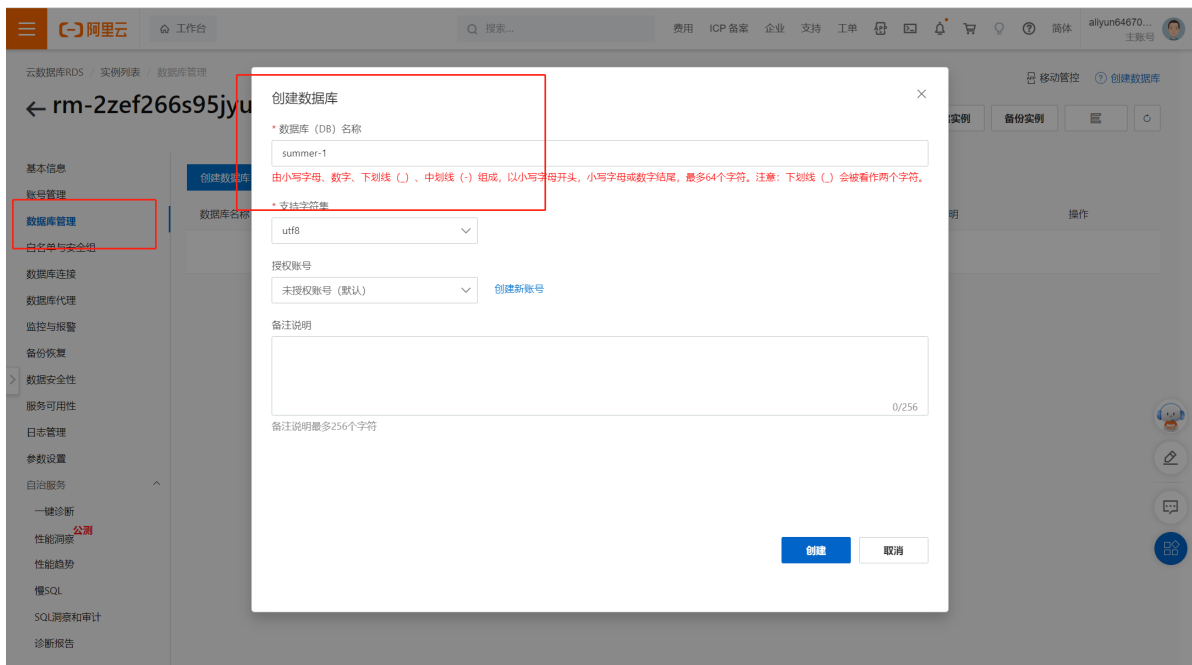 阿里云
工作台
搜索...
费用 ICP 备案 企业 支持 工单 简体 aliyun64670...
主账号
云数据库RDS / 实例列表 / 数据库管理
移动管控 创建数据库
← rm-2zef266s95jyu
备份实例
基本信息
账号管理
数据库管理
白名单与安全组
数据库连接
数据库代理
监控与报警
备份恢复
数据安全性
服务可用性
日志管理
参数设置
自治服务
一键诊断
性能洞察 公测
性能趋势
慢SQL
SQL洞察和审计
诊断报告
创建数据库
数据库名称
操作
创建数据库
* 数据库（DB）名称
summer-1
由小写字母、数字、下划线（_）、中划线（-）组成，以小写字母开头，小写字母或数字结尾，最多64个字符。注意：下划线（_）会被看作两个字符。
* 支持字符集
utf8
授权账号
未授权账号（默认）
创建新账号
备注说明
0/256
备注说明最多256个字符
创建 取消